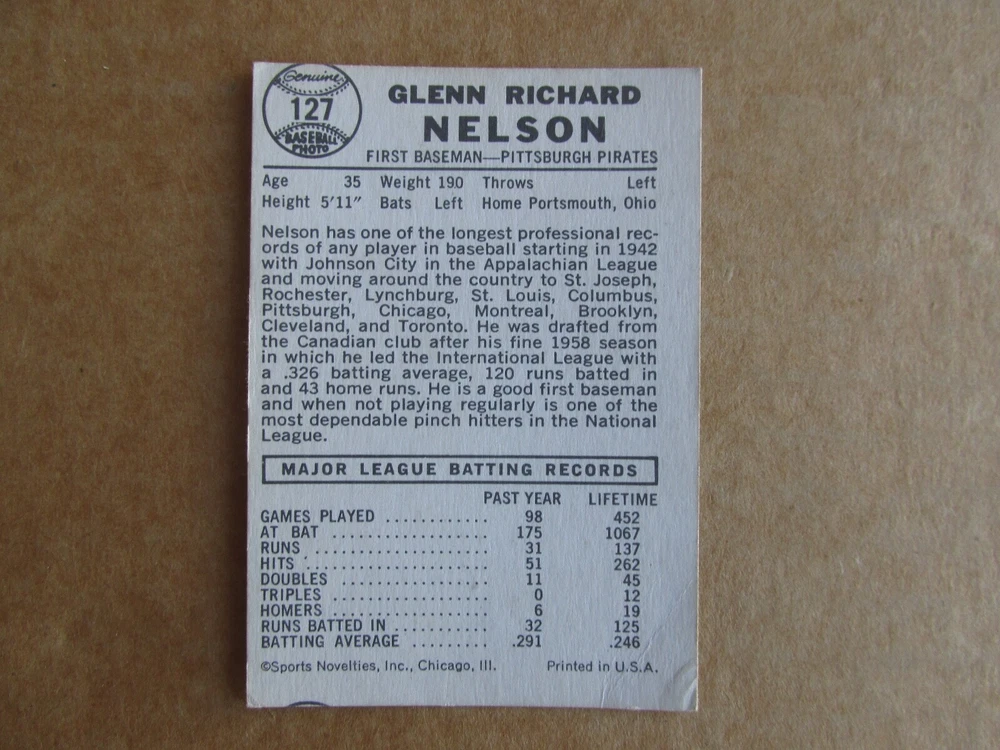 Genuine
127
BASEBALL
PHOTO
GLENN RICHARD
NELSON
FIRST BASEMAN—PITTSBURGH PIRATES
Age 35 Weight 190 Throws Left
Height 5'11" Bats Left Home Portsmouth, Ohio
Nelson has one of the longest professional rec-
ords of any player in baseball starting in 1942
with Johnson City in the Appalachian League
and moving around the country to St. Joseph,
Rochester, Lynchburg, St. Louis, Columbus,
Pittsburgh, Chicago, Montreal, Brooklyn,
Cleveland, and Toronto. He was drafted from
the Canadian club after his fine 1958 season
in which he led the International League with
a .326 batting average, 120 runs batted in
and 43 home runs. He is a good first baseman
and when not playing regularly is one of the
most dependable pinch hitters in the National
League.
MAJOR LEAGUE BATTING RECORDS
PAST YEAR LIFETIME
GAMES PLAYED ............ 98 452
AT BAT .................. 175 1067
RUNS .................... 31 137
HITS .................... 51 262
DOUBLES ................. 11 45
TRIPLES ................. 0 12
HOMERS .................. 6 19
RUNS BATTED IN .......... 32 125
BATTING AVERAGE ......... .291 .246
©Sports Novelties, Inc., Chicago, Ill. Printed in U.S.A.